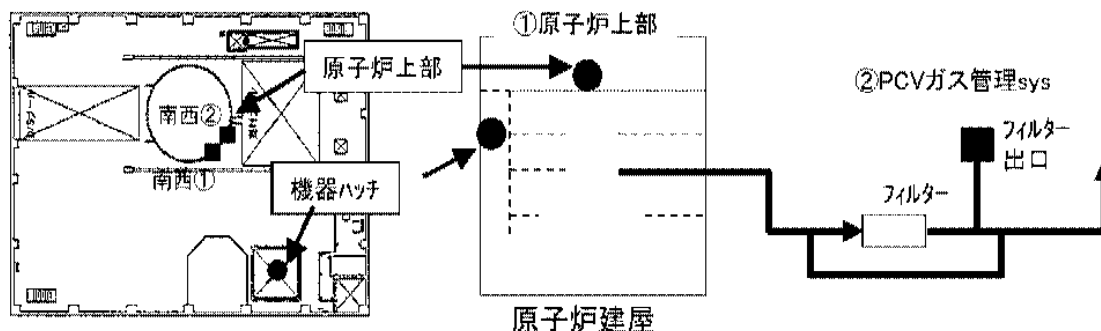 ①原子炉上部
原子炉上部
②PCVガス管理sys
南西②
フィルター
出口
南西①
機器ハッチ
フィルター
原子炉建屋